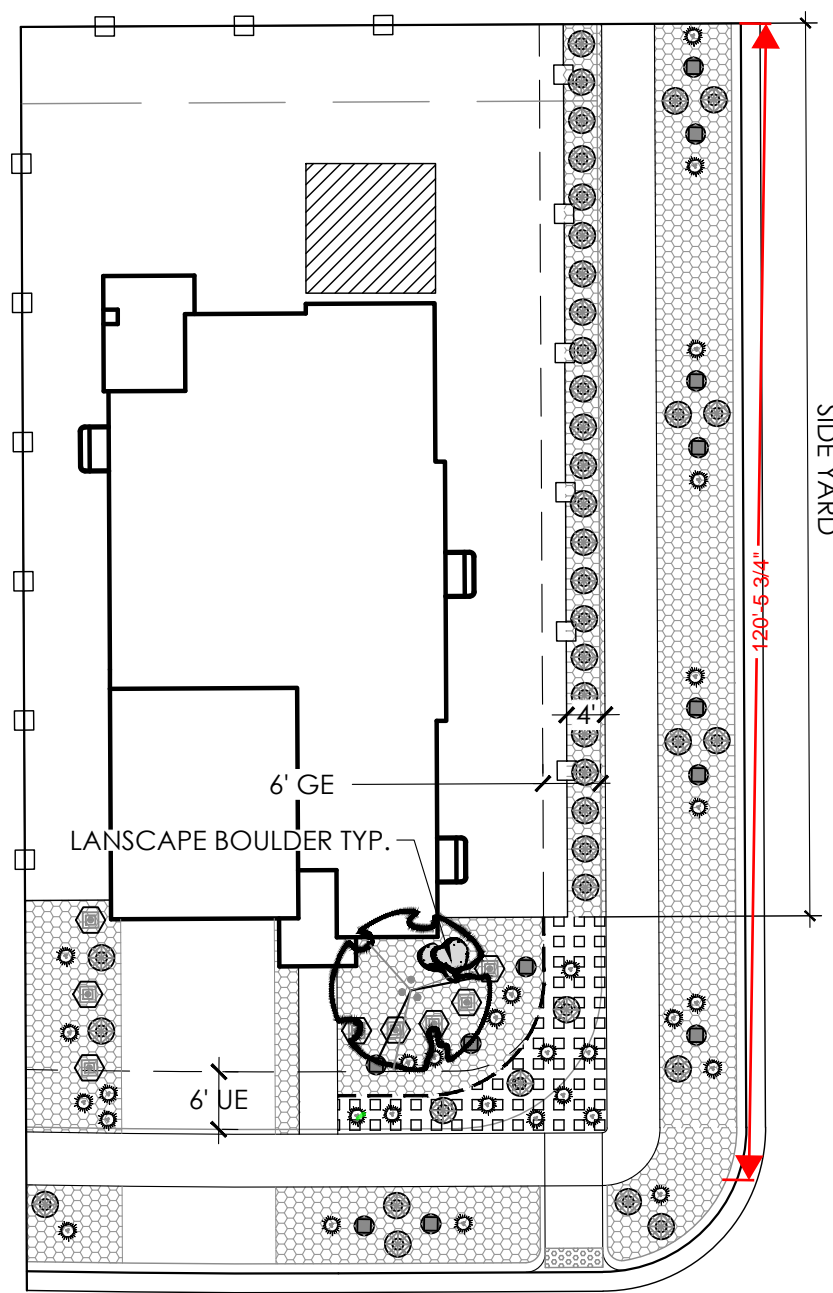 SIDE YARD
120'-5 3/4"
4'
6' GE
LANSCAPE BOULDER TYP.
6' UE